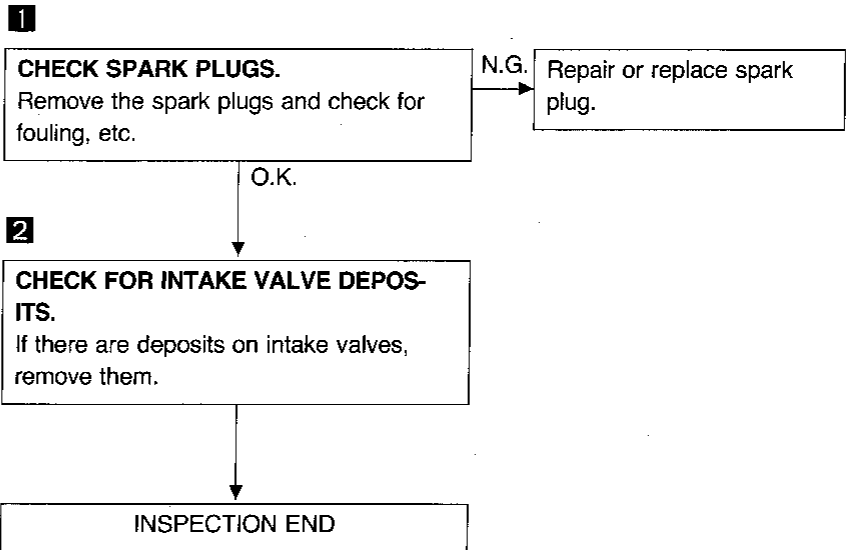 1
CHECK SPARK PLUGS.
Remove the spark plugs and check for
fouling, etc.
N.G.
Repair or replace spark
plug.
O.K.
2
CHECK FOR INTAKE VALVE DEPOS-
ITS.
If there are deposits on intake valves,
remove them.
INSPECTION END